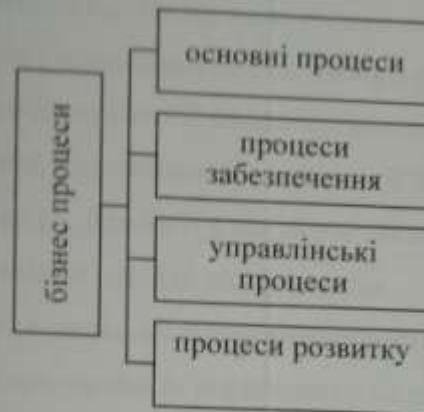 бізнес процеси
основні процеси
процеси
забезпечення
управлінські
процеси
процеси розвитку